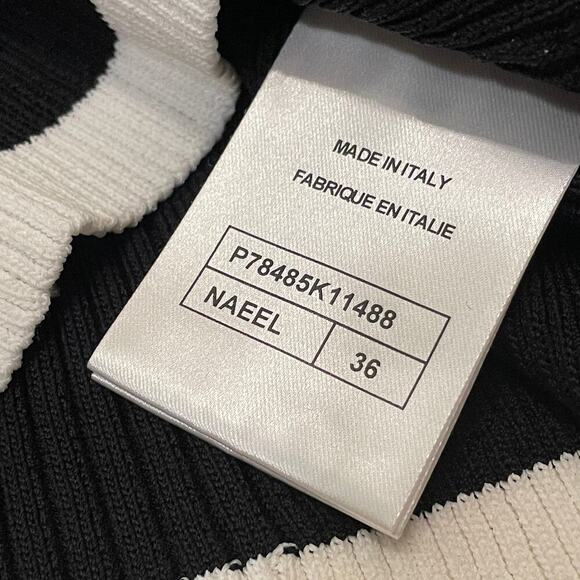 MADE IN ITALY
FABRIQUE EN ITALIE
P78485K11488
NAEEL 36